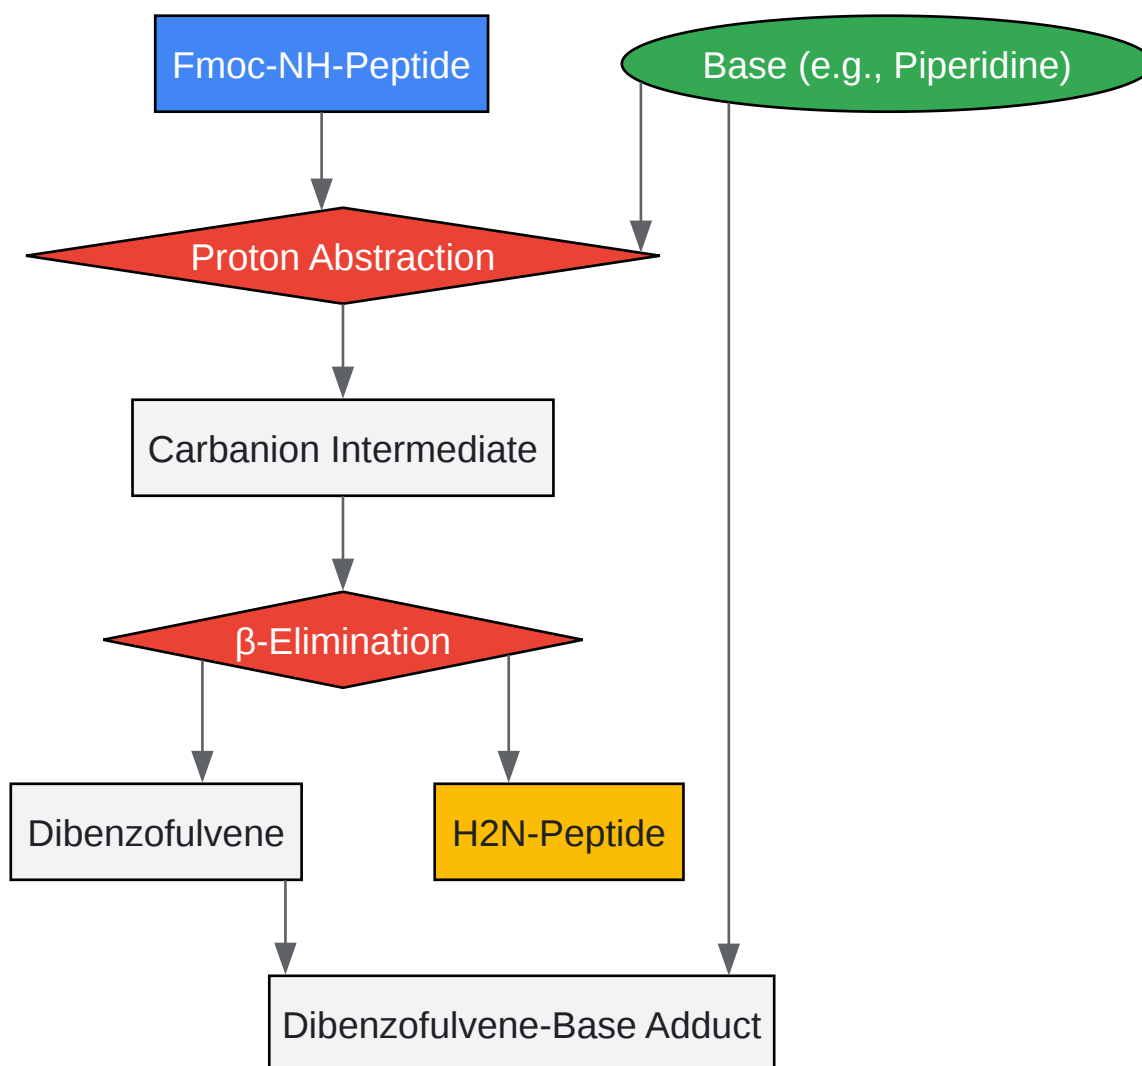 Fmoc-NH-Peptide
Base (e.g., Piperidine)
Proton Abstraction
Carbanion Intermediate
β-Elimination
Dibenzofulvene
H2N-Peptide
Dibenzofulvene-Base Adduct